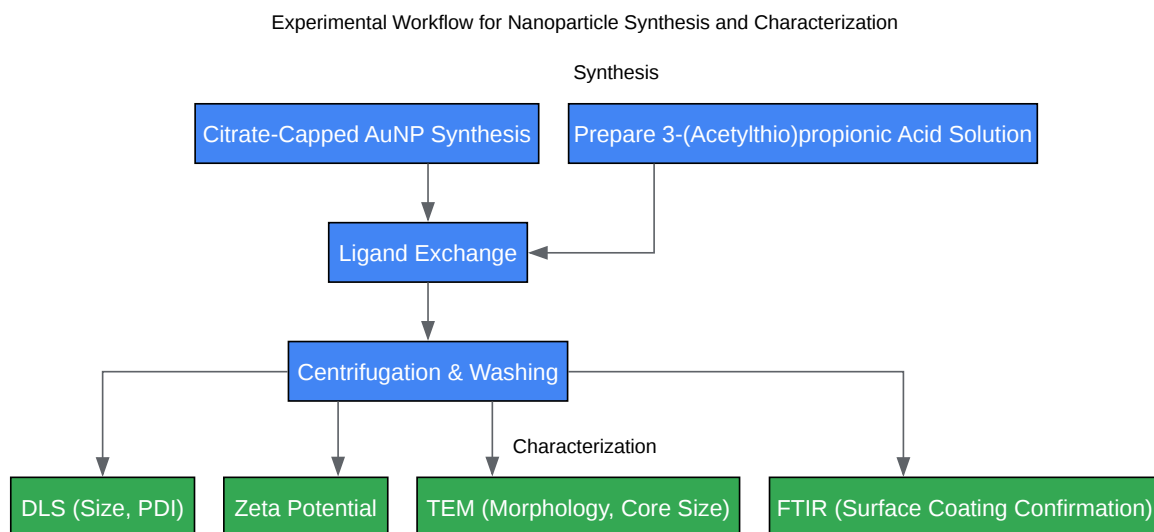 Experimental Workflow for Nanoparticle Synthesis and Characterization
Synthesis
Citrate-Capped AuNP Synthesis
Prepare 3-(Acetylthio)propionic Acid Solution
Ligand Exchange
Centrifugation & Washing
Characterization
DLS (Size, PDI)
Zeta Potential
TEM (Morphology, Core Size)
FTIR (Surface Coating Confirmation)